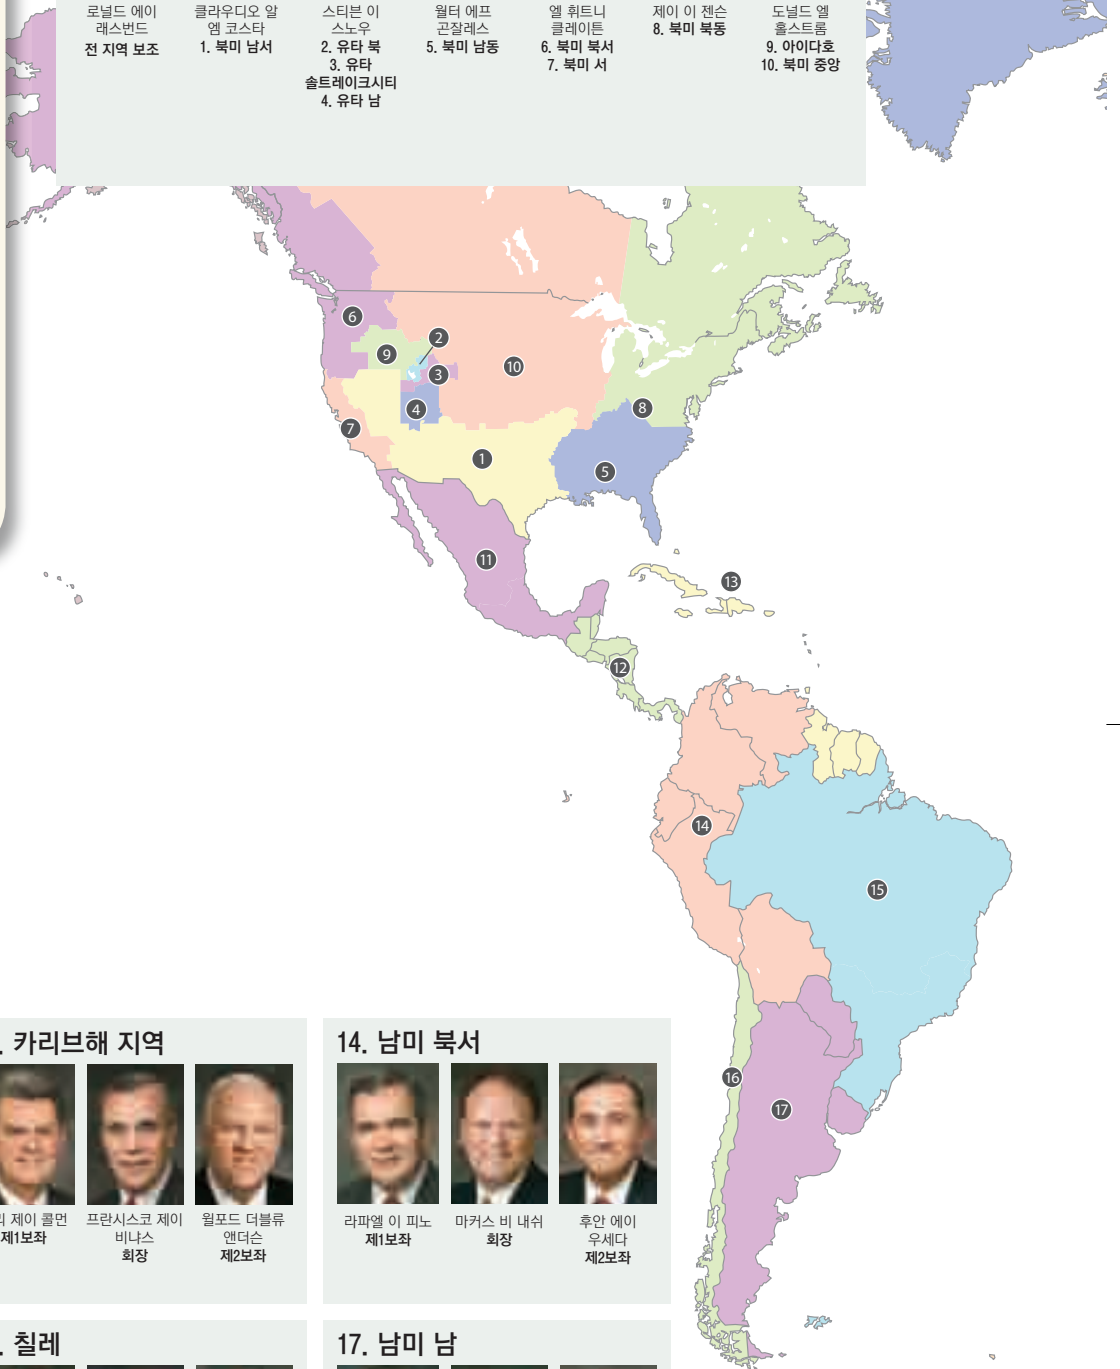 로널드 에이
래스번드
전 지역 보조
클라우디오 알
엠 코스타
1. 북미 남서
스티븐 이
스노우
2. 유타 북
3. 유타
솔트레이크시티
4. 유타 남
월터 에프
곤잘레스
5. 북미 남동
엘 휘트니
클레이튼
6. 북미 북서
7. 북미 서
제이 이 젠슨
8. 북미 북동
도널드 엘
홀스트롬
9. 아이다호
10. 북미 중앙
6
2
9
3
10
4
8
7
1
5
11
13
12
14
15
16
17
. 카리브해 지역
제이 콜먼
제1보좌
프란시스코 제이
비냐스
회장
윌포드 더블류
앤더슨
제2보좌
14. 남미 북서
라파엘 이 피노
제1보좌
마커스 비 내쉬
회장
후안 에이
우세다
제2보좌
. 칠레
17. 남미 남